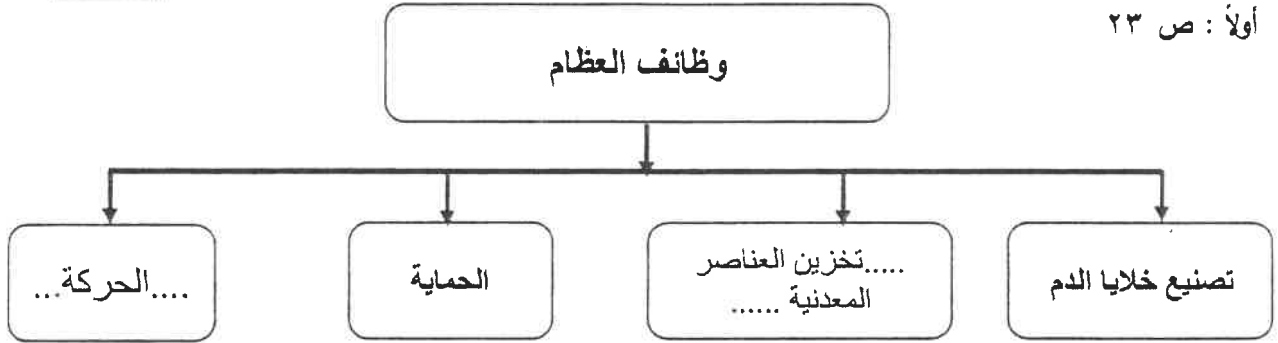 أولاً : ص ٢٣
وظائف العظام
تصنيع خلايا الدم
.....تخزين العناصر
المعدنية ......
الحماية
....الحركة...